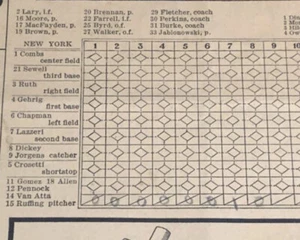 2 Lary, i.f. 20 Brennan, p. 29 Fletcher, coach
16 Moore, p. 22 Farrell, i.f. 30 Perkins, coach
17 MacFayden, p. 25 Byrd, o.f. 31 Burke, coach
19 Brown, p. 27 Walker, o.f. 33 Jablonowski, p.
NEW YORK 1 2 3 4 5 6 7 8 9 10
1 Combs
center field
21 Sewell
third base
3 Ruth
right field
4 Gehrig
first base
6 Chapman
left field
7 Lazzeri
second base
8 Dickey
9 Jorgens catcher
5 Crosetti
shortstop
11 Gomez 18 Allen
12 Pennock
14 Van Atta
15 Ruffing pitcher